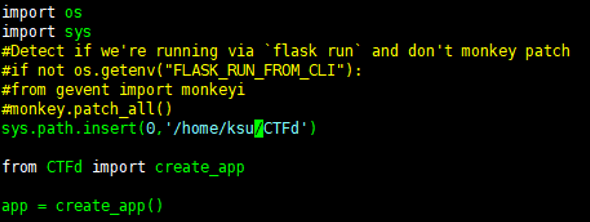 import os
import sys
#Detect if we're running via `flask run` and don't monkey patch
#if not os.getenv("FLASK_RUN_FROM_CLI"):
#from gevent import monkeyi
#monkey.patch_all()
sys.path.insert(0,'/home/ksu/CTFd')
from CTFd import create_app
app = create_app()